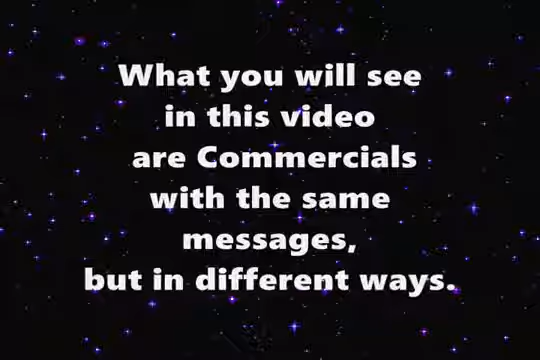 What you will see
in this video
are Commercials
with the same
messages,
but in different ways.